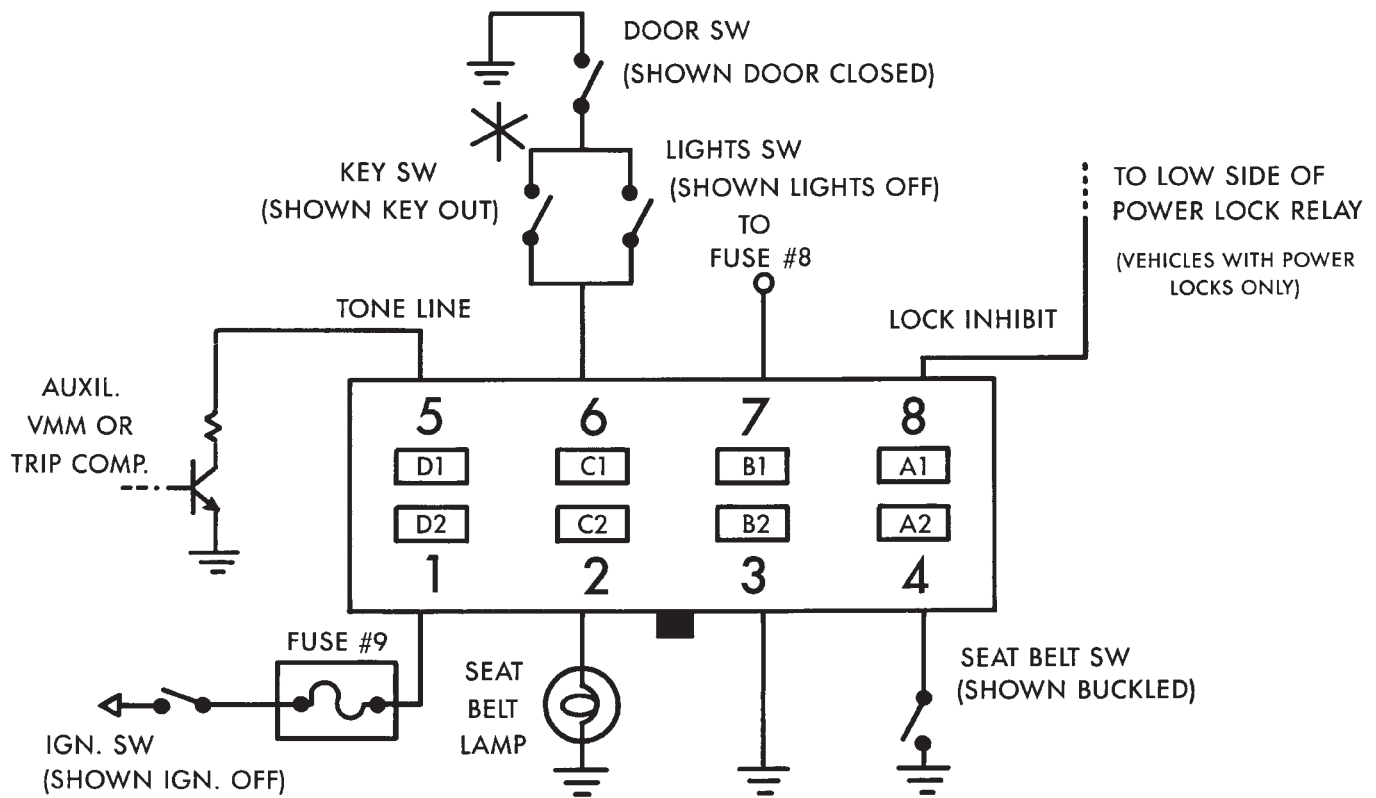 DOOR SW
(SHOWN DOOR CLOSED)
LIGHTS SW
(SHOWN LIGHTS OFF)
KEY SW
(SHOWN KEY OUT)
TO
FUSE #8
TO LOW SIDE OF
POWER LOCK RELAY
(VEHICLES WITH POWER
LOCKS ONLY)
TONE LINE
LOCK INHIBIT
AUXIL.
VMM OR
TRIP COMP.
5 6 7 8
D1 C1 B1 A1
D2 C2 B2 A2
1 2 3 4
FUSE #9
IGN. SW
(SHOWN IGN. OFF)
SEAT
BELT
LAMP
SEAT BELT SW
(SHOWN BUCKLED)